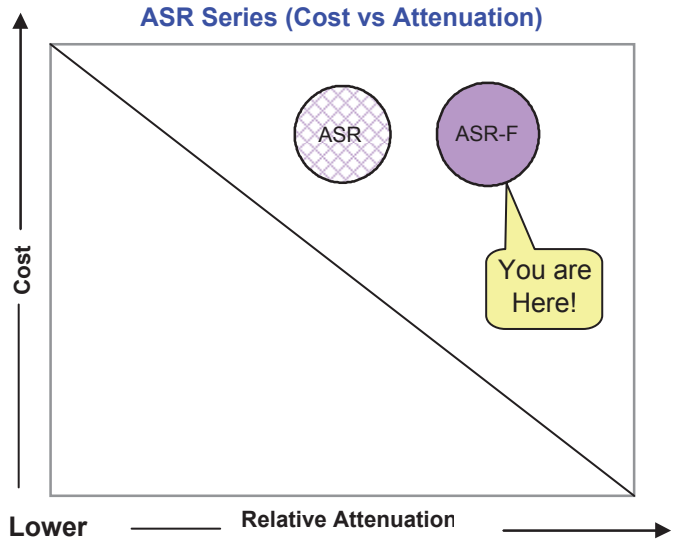 ASR Series (Cost vs Attenuation)
ASR
ASR-F
You are
Here!
Cost
Lower
Relative Attenuation